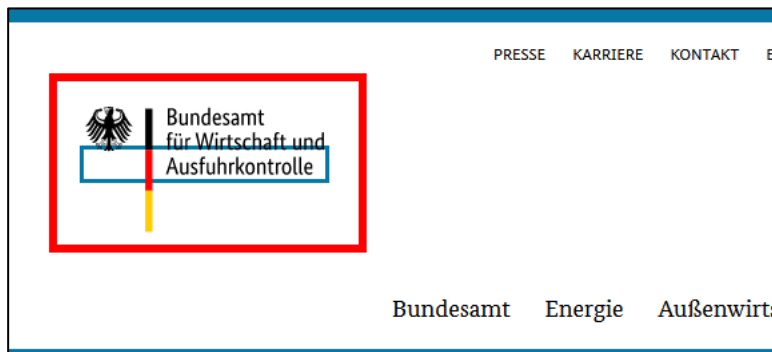 PRESSE KARRIERE KONTAKT
Bundesamt
für Wirtschaft und
Ausfuhrkontrolle
Bundesamt Energie